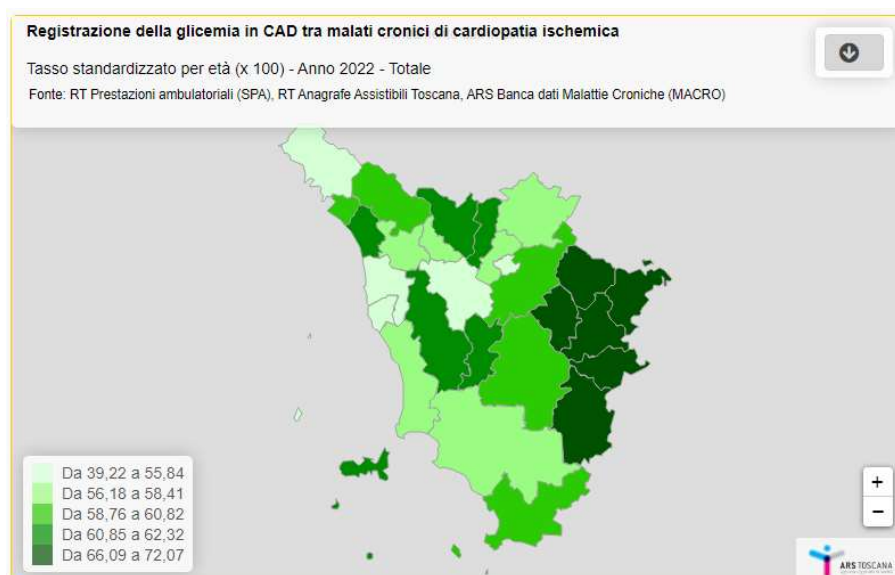 Registrazione della glicemia in CAD tra malati cronici di cardiopatia ischemica
Tasso standardizzato per età (x 100) - Anno 2022 - Totale
Fonte: RT Prestazioni ambulatoriali (SPA), RT Anagrafe Assistibili Toscana, ARS Banca dati Malattie Croniche (MACRO)
Da 39,22 a 55,84
Da 56,18 a 58,41
Da 58,76 a 60,82
Da 60,85 a 62,32
Da 66,09 a 72,07
+
−
ARS TOSCANA